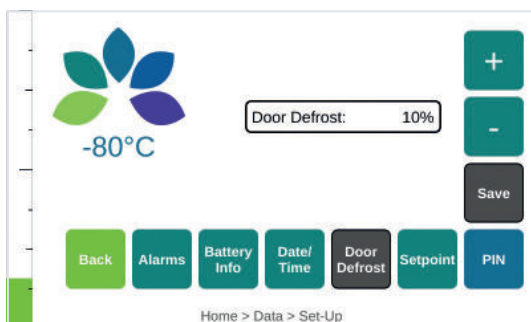 -80°C
Door Defrost: 10%
+
-
Save
Back
Alarms
Battery
Info
Date/
Time
Door
Defrost
Setpoint
PIN
Home > Data > Set-Up